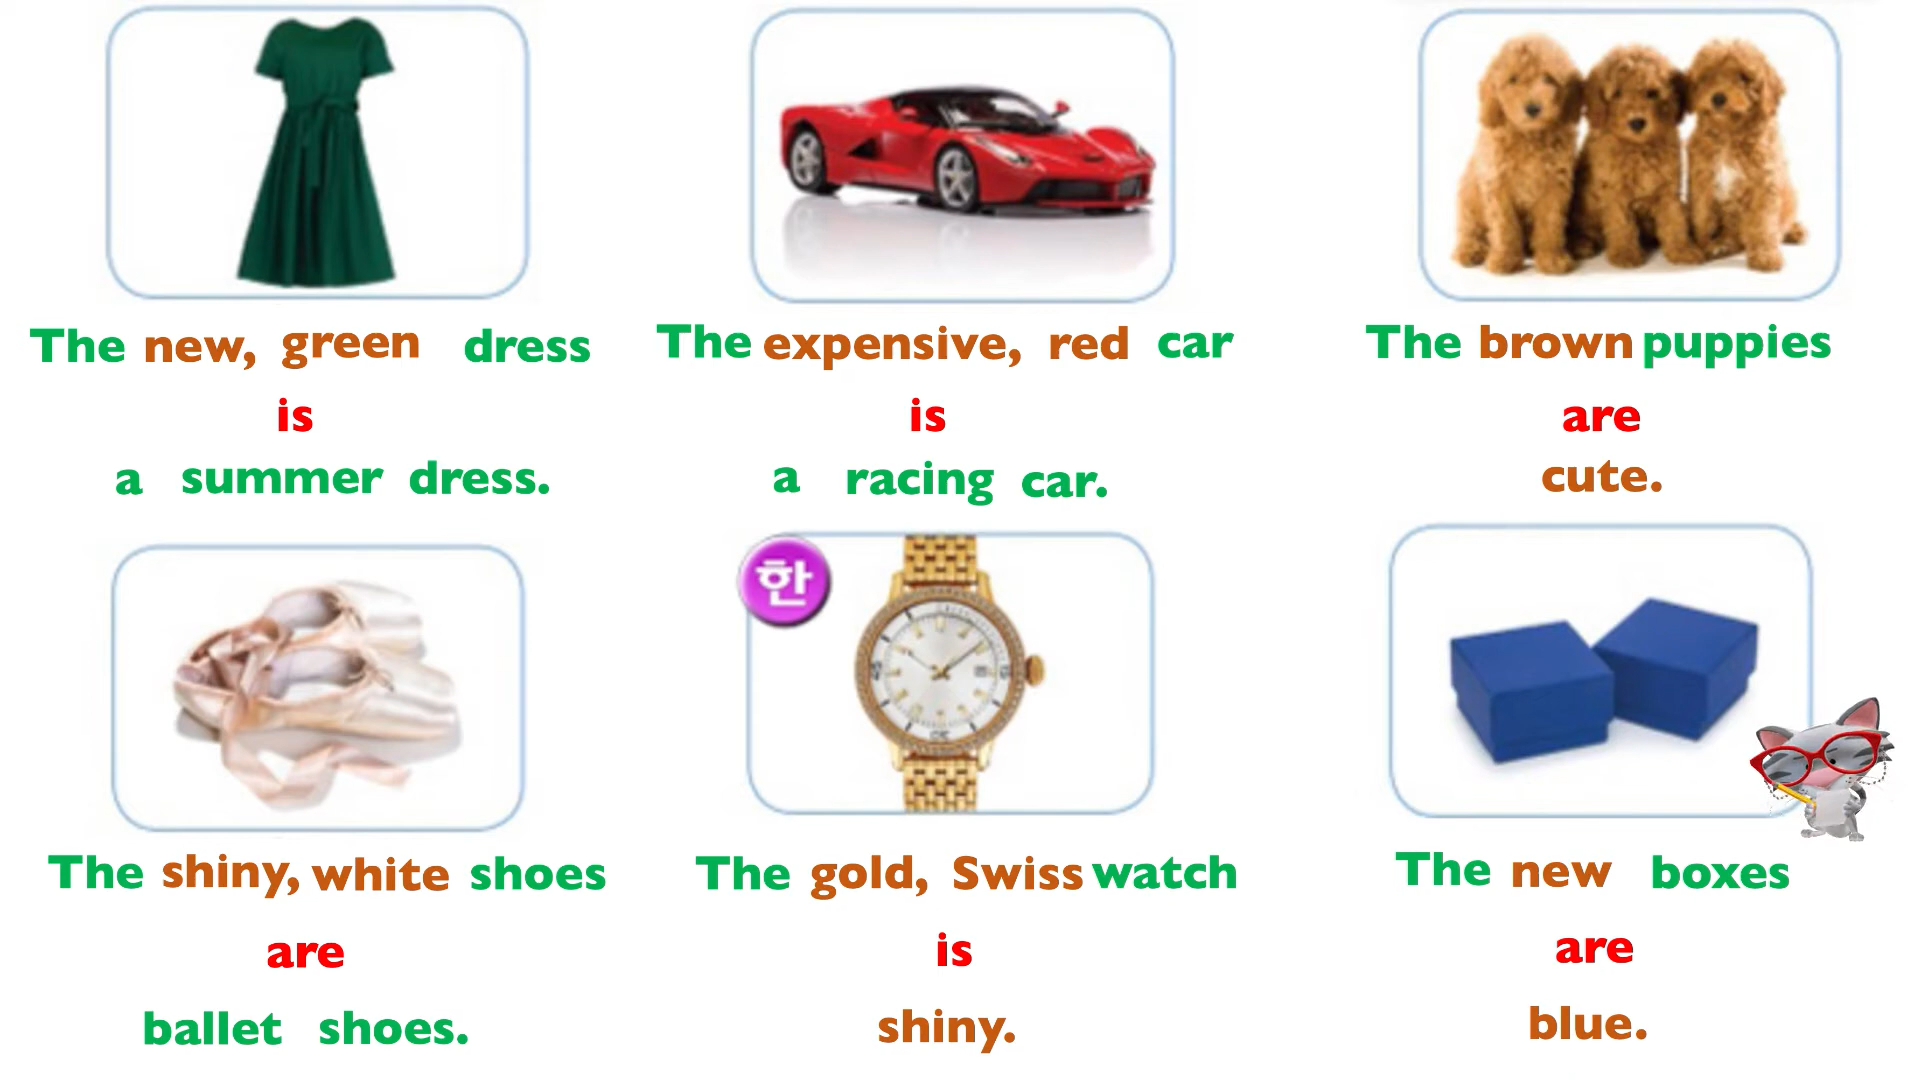 The new, green dress
is
a summer dress.
The expensive, red car
is
a racing car.
The brown puppies
are
cute.
The shiny, white shoes
are
ballet shoes.
한
The gold, Swiss watch
is
shiny.
The new boxes
are
blue.